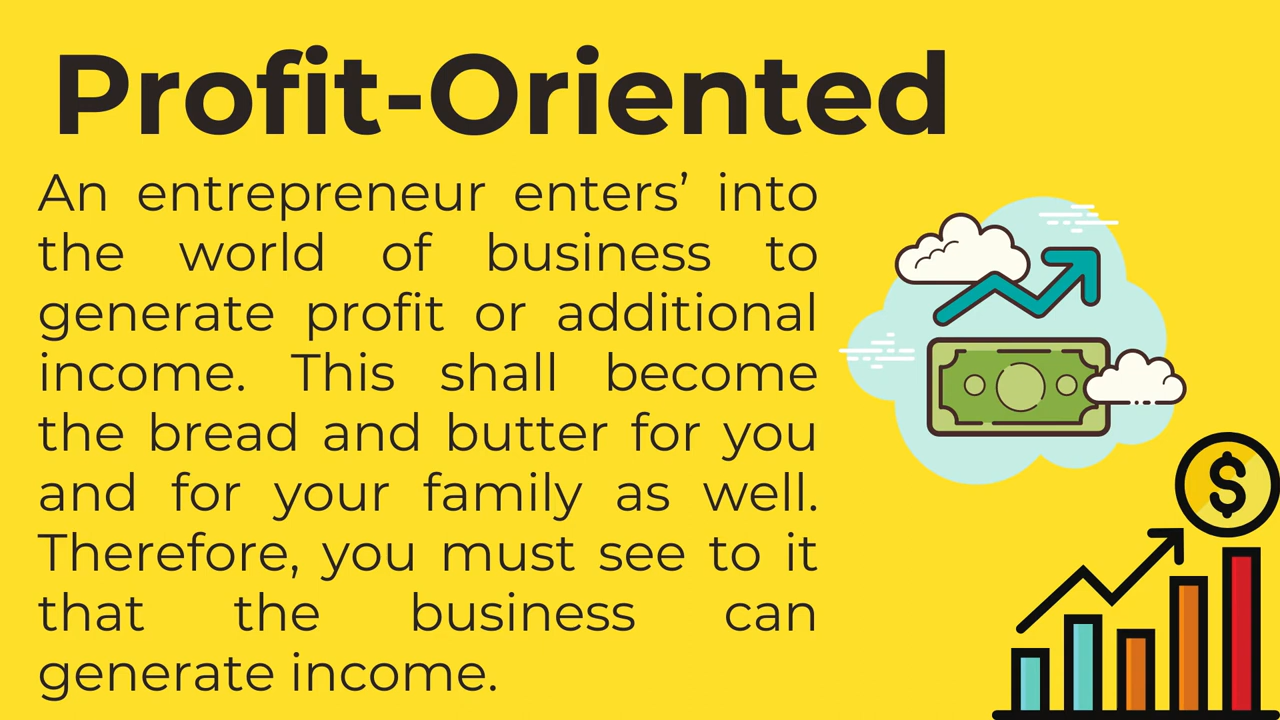 Profit-Oriented
An entrepreneur enters’ into
the world of business to
generate profit or additional
income. This shall become
the bread and butter for you
and for your family as well.
Therefore, you must see to it
that the business can
generate income.
$